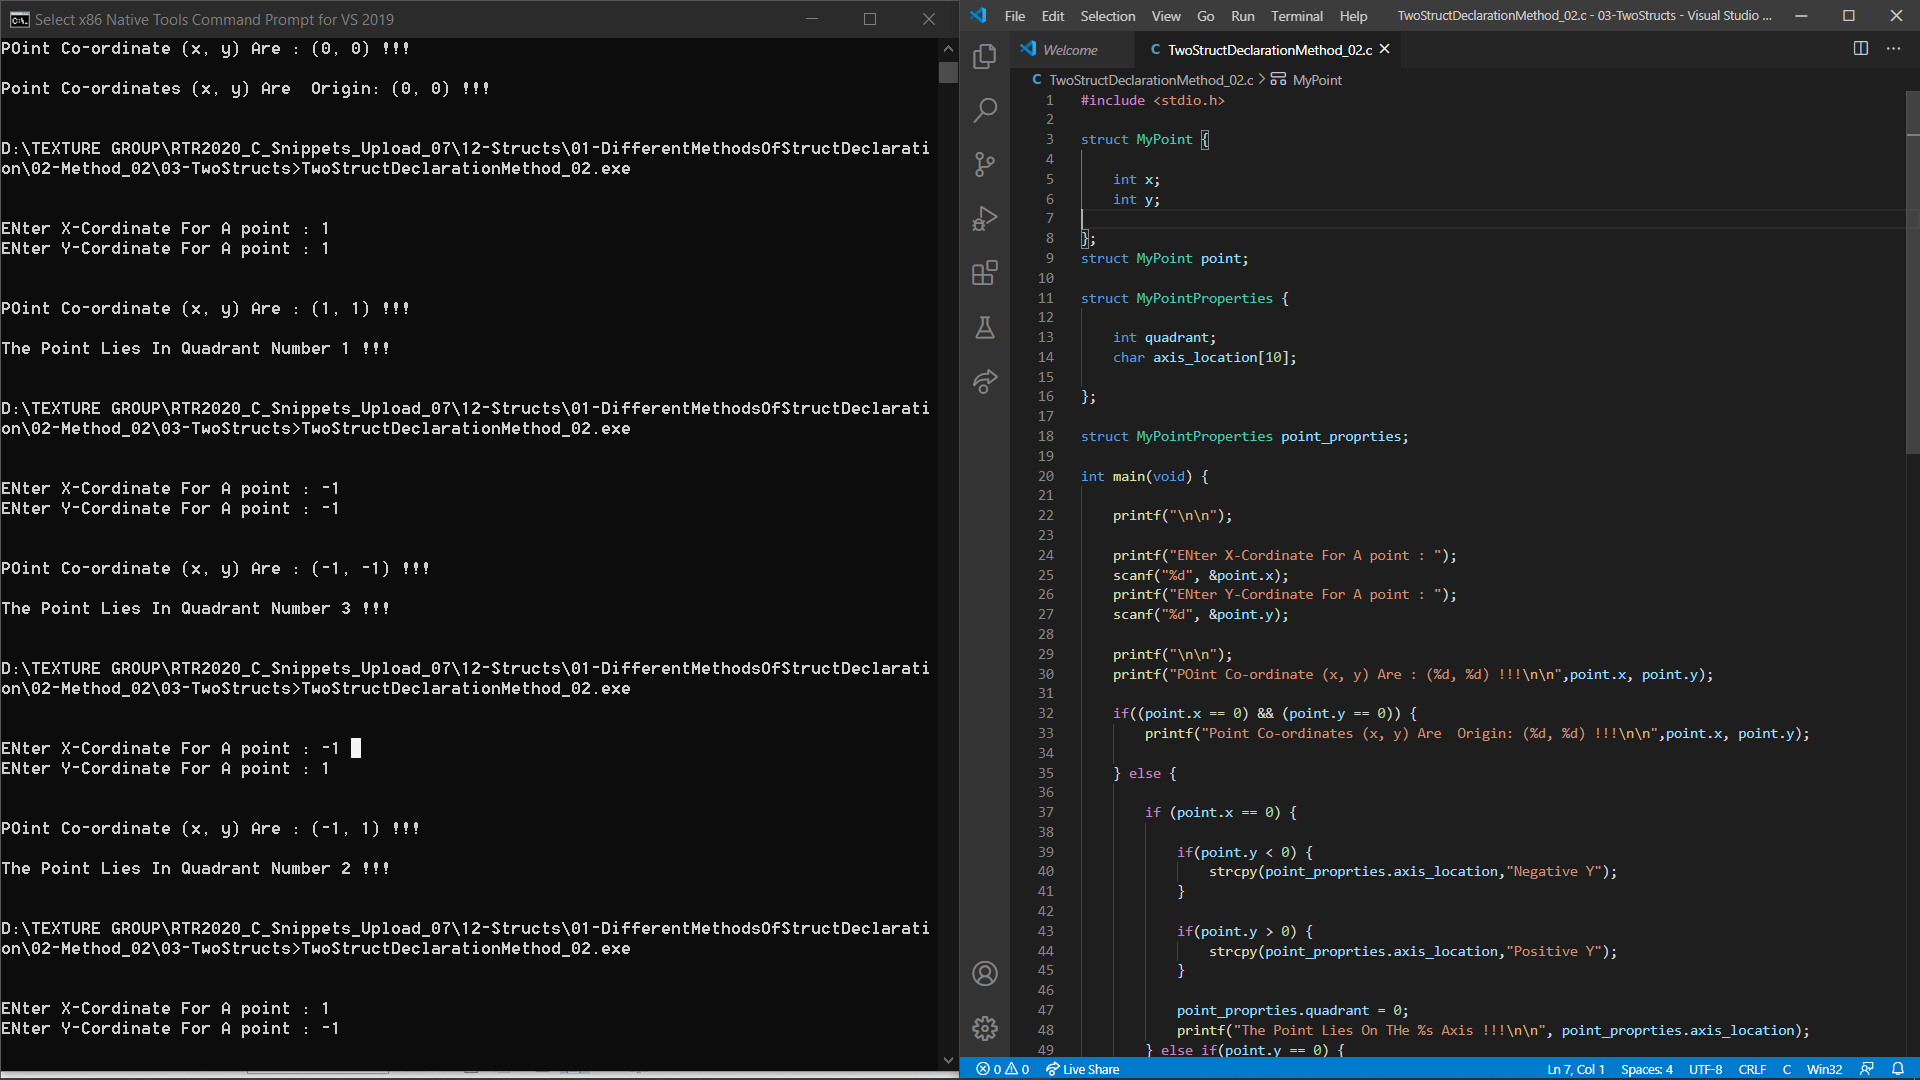 Select x86 Native Tools Command Prompt for VS 2019
POint Co-ordinate (x, y) Are : (0, 0) !!!
Point Co-ordinates (x, y) Are  Origin: (0, 0) !!!
D:\TEXTURE GROUP\RTR2020_C_Snippets_Upload_07\12-Structs\01-DifferentMethodsOfStructDeclarati
on\02-Method_02\03-TwoStructs>TwoStructDeclarationMethod_02.exe
ENter X-Cordinate For A point : 1
ENter Y-Cordinate For A point : 1
POint Co-ordinate (x, y) Are : (1, 1) !!!
The Point Lies In Quadrant Number 1 !!!
D:\TEXTURE GROUP\RTR2020_C_Snippets_Upload_07\12-Structs\01-DifferentMethodsOfStructDeclarati
on\02-Method_02\03-TwoStructs>TwoStructDeclarationMethod_02.exe
ENter X-Cordinate For A point : -1
ENter Y-Cordinate For A point : -1
POint Co-ordinate (x, y) Are : (-1, -1) !!!
The Point Lies In Quadrant Number 3 !!!
D:\TEXTURE GROUP\RTR2020_C_Snippets_Upload_07\12-Structs\01-DifferentMethodsOfStructDeclarati
on\02-Method_02\03-TwoStructs>TwoStructDeclarationMethod_02.exe
ENter X-Cordinate For A point : -1
ENter Y-Cordinate For A point : 1
POint Co-ordinate (x, y) Are : (-1, 1) !!!
The Point Lies In Quadrant Number 2 !!!
D:\TEXTURE GROUP\RTR2020_C_Snippets_Upload_07\12-Structs\01-DifferentMethodsOfStructDeclarati
on\02-Method_02\03-TwoStructs>TwoStructDeclarationMethod_02.exe
ENter X-Cordinate For A point : 1
ENter Y-Cordinate For A point : -1
File Edit Selection View Go Run Terminal Help TwoStructDeclarationMethod_02.c - 03-TwoStructs - Visual Studio ...
Welcome C TwoStructDeclarationMethod_02.c
C TwoStructDeclarationMethod_02.c > MyPoint
1 #include <stdio.h>
2
3 struct MyPoint {
4
5     int x;
6     int y;
7
8 };
9 struct MyPoint point;
10
11 struct MyPointProperties {
12
13     int quadrant;
14     char axis_location[10];
15
16 };
17
18 struct MyPointProperties point_proprties;
19
20 int main(void) {
21
22     printf("\n\n");
23
24     printf("ENter X-Cordinate For A point : ");
25     scanf("%d", &point.x);
26     printf("ENter Y-Cordinate For A point : ");
27     scanf("%d", &point.y);
28
29     printf("\n\n");
30     printf("POint Co-ordinate (x, y) Are : (%d, %d) !!!\n\n",point.x, point.y);
31
32     if((point.x == 0) && (point.y == 0)) {
33         printf("Point Co-ordinates (x, y) Are  Origin: (%d, %d) !!!\n\n",point.x, point.y);
34
35     } else {
36
37         if (point.x == 0) {
38
39             if(point.y < 0) {
40                 strcpy(point_proprties.axis_location,"Negative Y");
41             }
42
43             if(point.y > 0) {
44                 strcpy(point_proprties.axis_location,"Positive Y");
45             }
46
47             point_proprties.quadrant = 0;
48             printf("The Point Lies On THe %s Axis !!!\n\n", point_proprties.axis_location);
49         } else if(point.y == 0) {
0 0 Live Share Ln 7, Col 1 Spaces: 4 UTF-8 CRLF C Win32